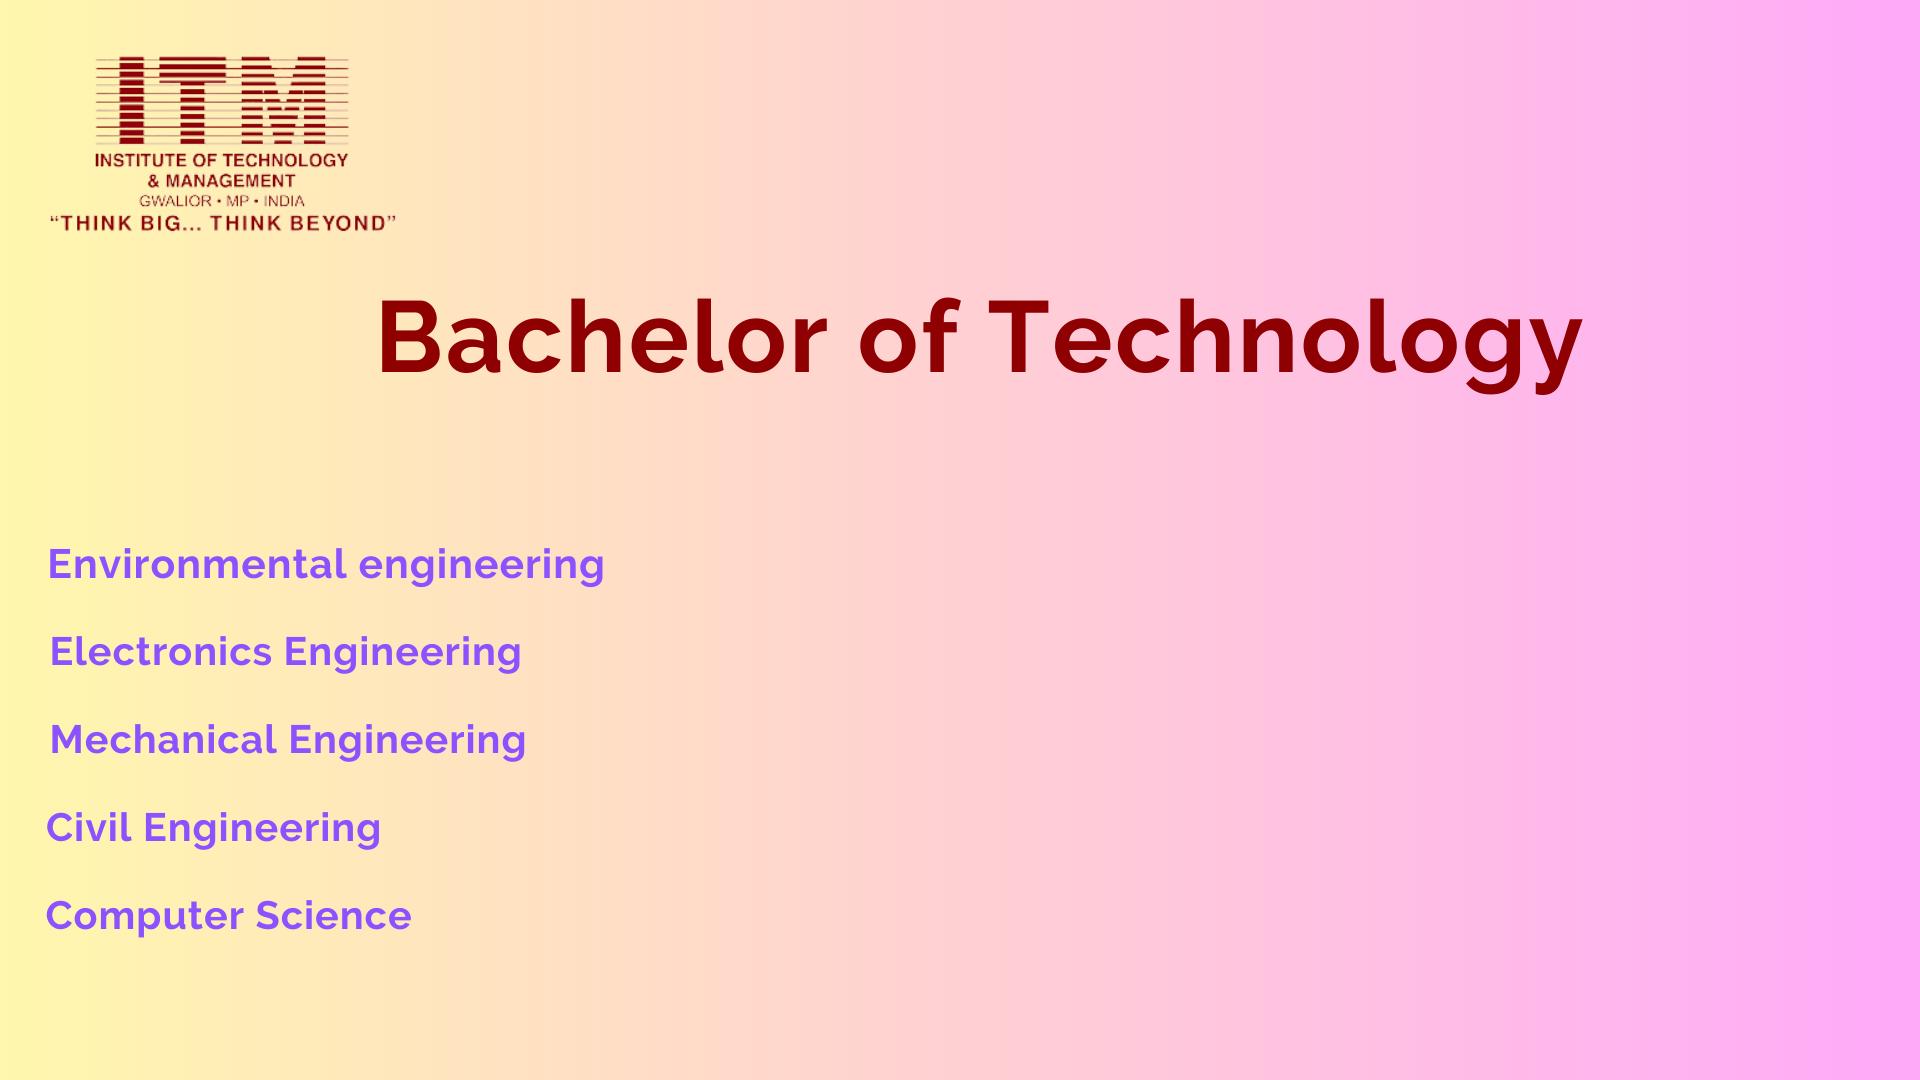 ITM
INSTITUTE OF TECHNOLOGY
& MANAGEMENT
GWALIOR • MP • INDIA
“THINK BIG... THINK BEYOND”
Bachelor of Technology
Environmental engineering
Electronics Engineering
Mechanical Engineering
Civil Engineering
Computer Science